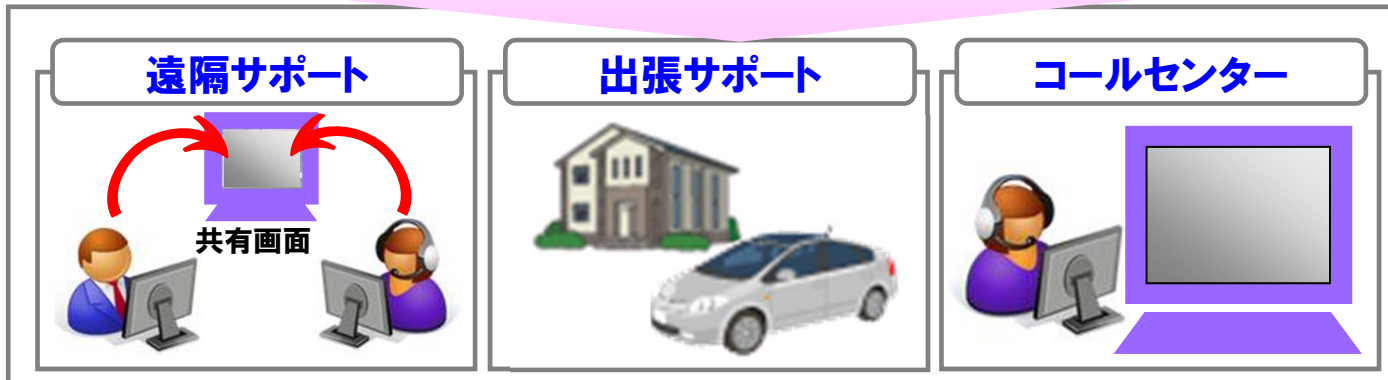 遠隔サポート
出張サポート
コールセンター
共有画面